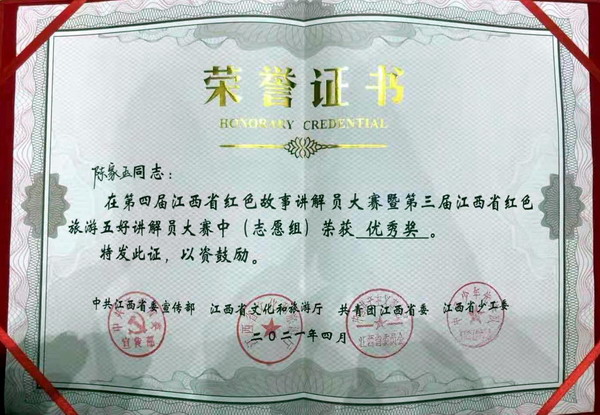 荣誉证书
HONORARY CREDENTIAL
陈家孟同志：
在第四届江西省红色故事讲解员大赛暨第三届江西省红色
旅游五好讲解员大赛中（志愿组）荣获 优秀奖 。
特发此证，以资鼓励。
中共江西省委宣传部 江西省文化和旅游厅 共青团江西省委 江西省少工委
宣传部
二〇二一年四月